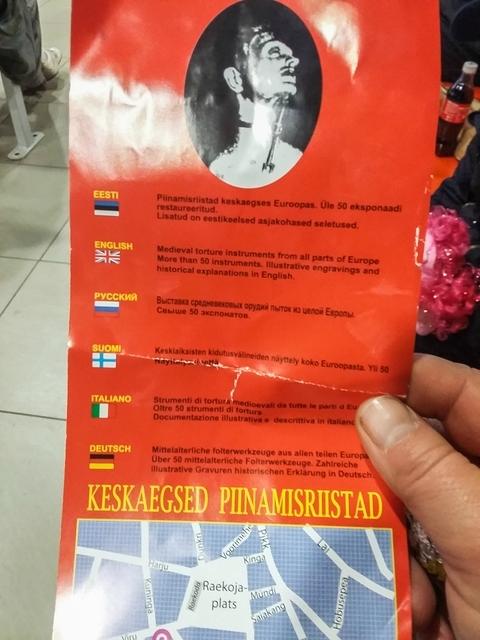 EESTI
Piinamisriistad keskaegses Euroopas. Üle 50 eksponaadi
restaureeritud.
Lisatud on eestikeelsed asjakohased seletused.
ENGLISH
Medieval torture instruments from all parts of Europe
More than 50 instruments. Illustrative engravings and
historical explanations in English.
РУССКИЙ
Выставка средневековых орудий пыток из целой Европы.
Свыше 50 экспонатов.
SUOMI
Keskiaikaisten kidutusvälineiden näyttely koko Euroopasta. Yli 50
ITALIANO
Strumenti di tortura medioevali da tutte le parti d
Oltre 50 strumenti di tortura
Documentazione illustrativa e descrittiva in italiano
DEUTSCH
Mittelalterliche folterwerkzeuge aus allen teilen Europa
Über 50 mittelalterliche Folterwerkzeuge. Zahlreiche
Illustrative Gravuren historischen Erklärung in Deutsch.
KESKAEGSED PIINAMISRIISTAD
Dunkri
Voorimehe
Kinga
Harju
Raekoja-
plats
Mundi
Saiakang
Viru